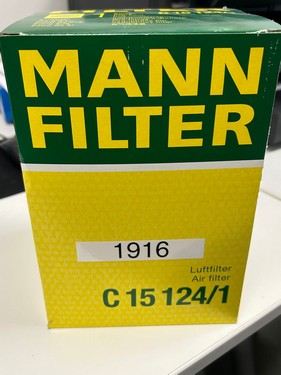 MANN
FILTER
1916
Luftfilter
Air filter
C 15 124/1